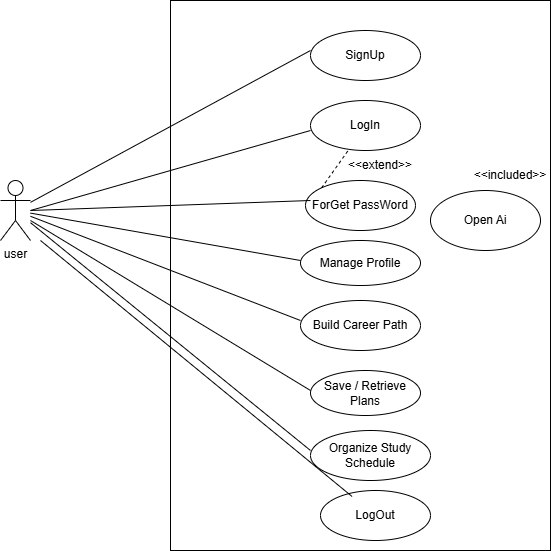 SignUp
LogIn
<<extend>>
<<included>>
ForGet PassWord
Open Ai
user
Manage Profile
Build Career Path
Save / Retrieve
Plans
Organize Study
Schedule
LogOut